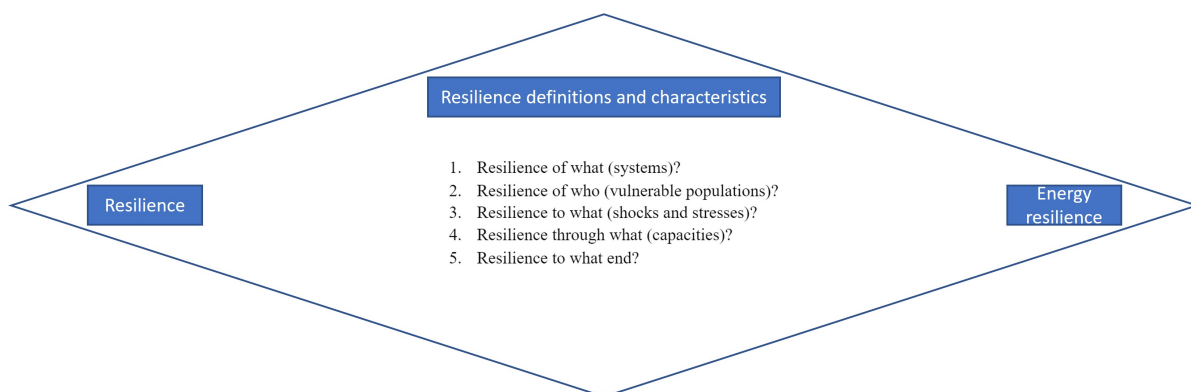 Resilience definitions and characteristics
1. Resilience of what (systems)?
2. Resilience of who (vulnerable populations)?
3. Resilience to what (shocks and stresses)?
4. Resilience through what (capacities)?
5. Resilience to what end?
Resilience
Energy
resilience